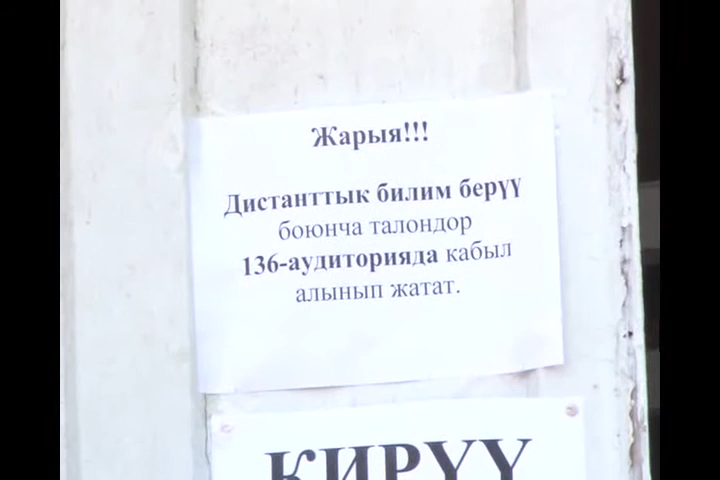 Жарыя!!!
Дистанттык билим берүү
боюнча талондор
136-аудиторияда кабыл
алынып жатат.
КИРҮҮ